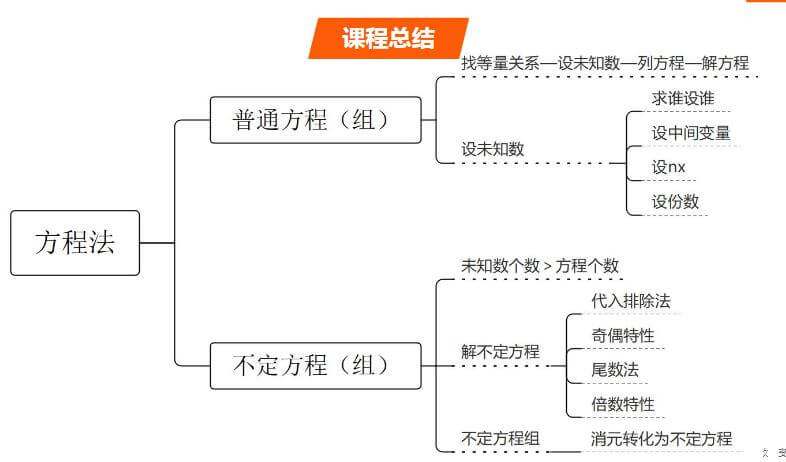 课程总结
方程法
普通方程（组）
找等量关系—设未知数—列方程—解方程
设未知数
求谁设谁
设中间变量
设nx
设份数
不定方程（组）
未知数个数 > 方程个数
解不定方程
代入排除法
奇偶特性
尾数法
倍数特性
不定方程组
消元转化为不定方程